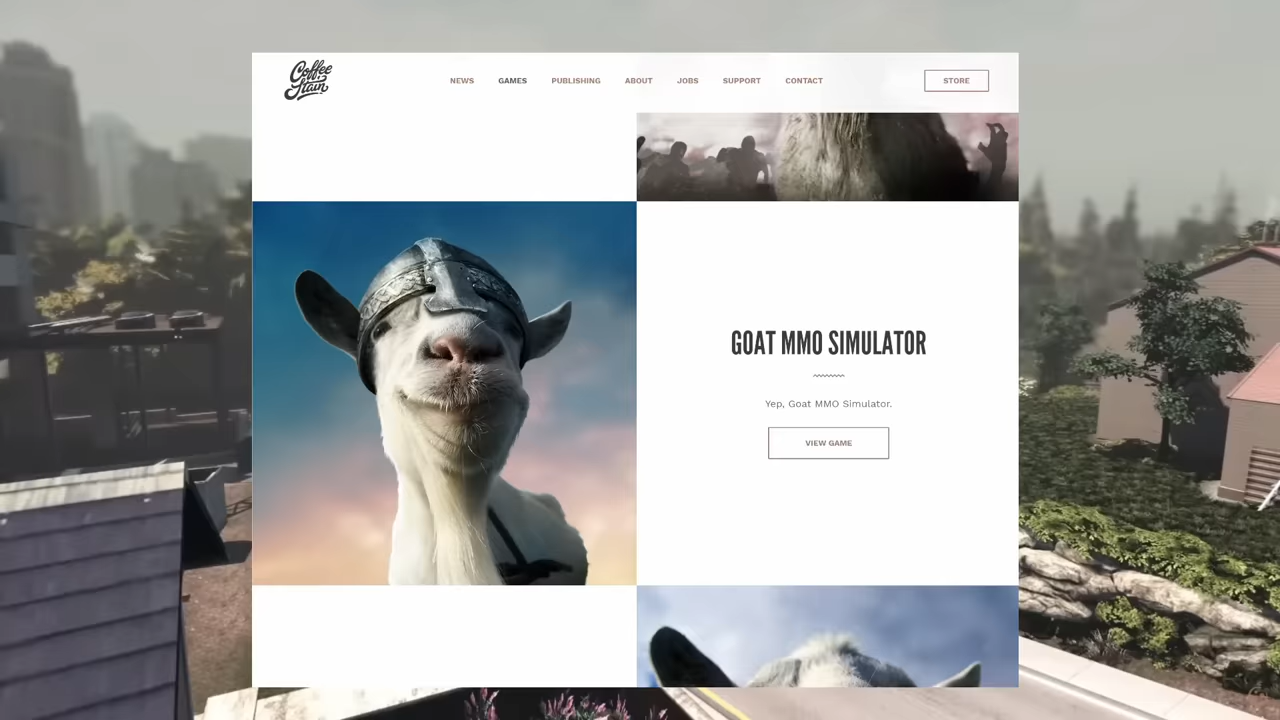 Coffee
Stain
NEWS GAMES PUBLISHING ABOUT JOBS SUPPORT CONTACT STORE
GOAT MMO SIMULATOR
Yep, Goat MMO Simulator.
VIEW GAME